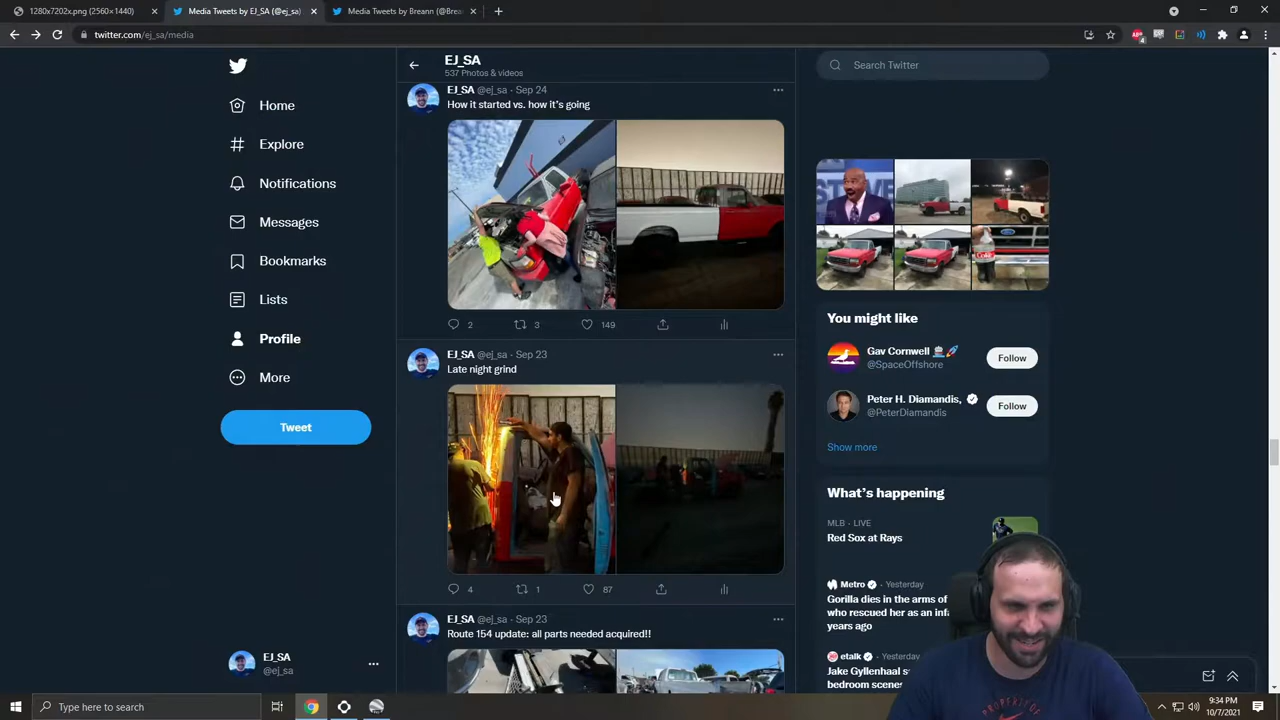 1280x7202x.png (2560×1440)
Media Tweets by EJ_SA (@ej_sa)
Media Tweets by Breann (@ben
twitter.com/ej_sa/media
4
EJ_SA
537 Photos & videos
Search Twitter
Home
Explore
Notifications
Messages
Bookmarks
Lists
Profile
More
Tweet
EJ_SA
@ej_sa
EJ_SA @ej_sa · Sep 24
How it started vs. how it's going
2
3
149
EJ_SA @ej_sa · Sep 23
Late night grind
4
1
87
EJ_SA @ej_sa · Sep 23
Route 154 update: all parts needed acquired!!
You might like
Gav Cornwell
@SpaceOffshore
Follow
Peter H. Diamandis,
@PeterDiamandis
Follow
Show more
What's happening
MLB · LIVE
Red Sox at Rays
Metro · Yesterday
Gorilla dies in the arms of
who rescued her as an infa
years ago
etalk · Yesterday
Jake Gyllenhaal s
bedroom scenes
PROPERTY OF
Type here to search
9:34 PM
10/7/2021